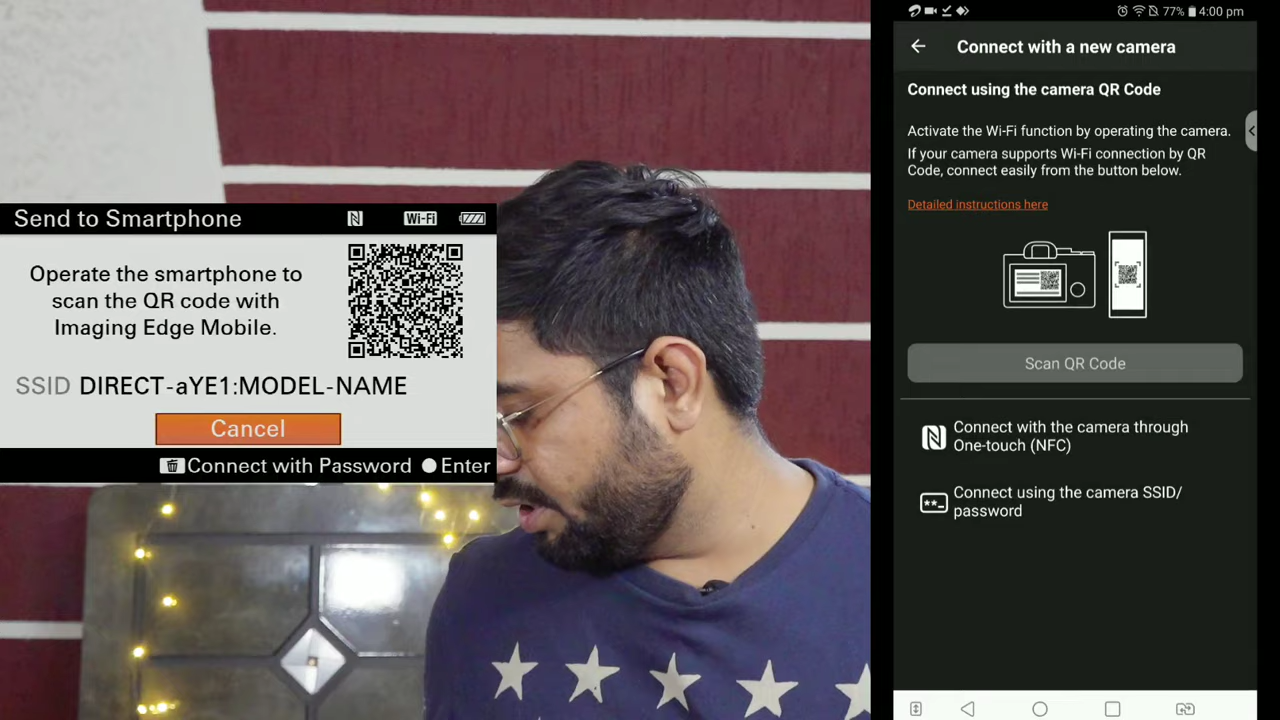 Send to Smartphone
Wi-Fi
Operate the smartphone to
scan the QR code with
Imaging Edge Mobile.
SSID DIRECT-aYE1:MODEL-NAME
Cancel
Connect with Password Enter
77% 4:00 pm
Connect with a new camera
Connect using the camera QR Code
Activate the Wi-Fi function by operating the camera.
If your camera supports Wi-Fi connection by QR
Code, connect easily from the button below.
Detailed instructions here
Scan QR Code
Connect with the camera through
One-touch (NFC)
**_
Connect using the camera SSID/
password